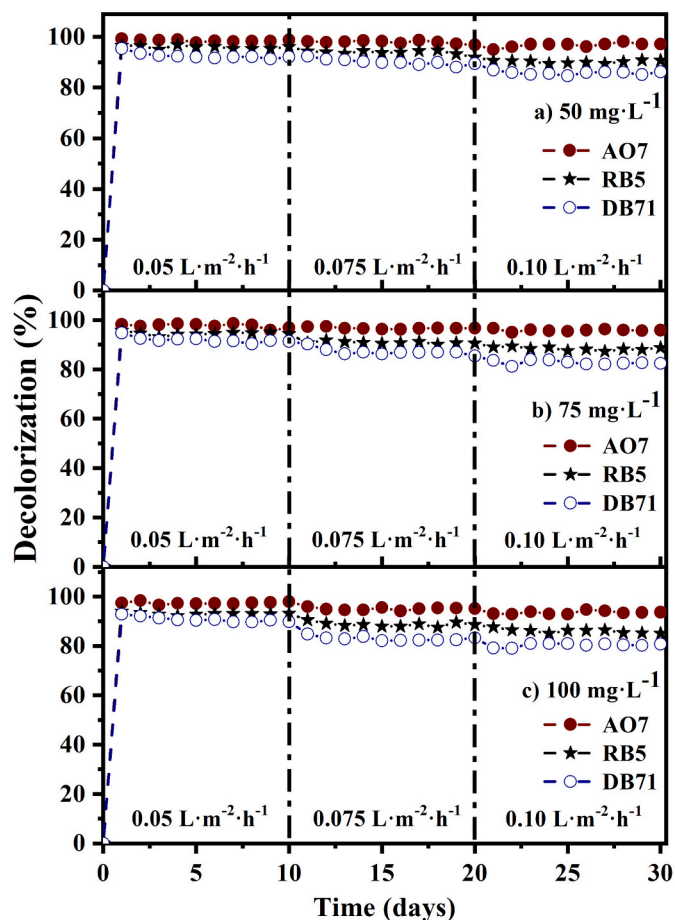 Decolorization (%)
100
80
60
40
20
0
a) 50 mg·L⁻¹
AO7
RB5
DB71
0.05 L·m⁻²·h⁻¹ 0.075 L·m⁻²·h⁻¹ 0.10 L·m⁻²·h⁻¹
100
80
60
40
20
0
b) 75 mg·L⁻¹
AO7
RB5
DB71
0.05 L·m⁻²·h⁻¹ 0.075 L·m⁻²·h⁻¹ 0.10 L·m⁻²·h⁻¹
100
80
60
40
20
0
c) 100 mg·L⁻¹
AO7
RB5
DB71
0.05 L·m⁻²·h⁻¹ 0.075 L·m⁻²·h⁻¹ 0.10 L·m⁻²·h⁻¹
0 5 10 15 20 25 30
Time (days)